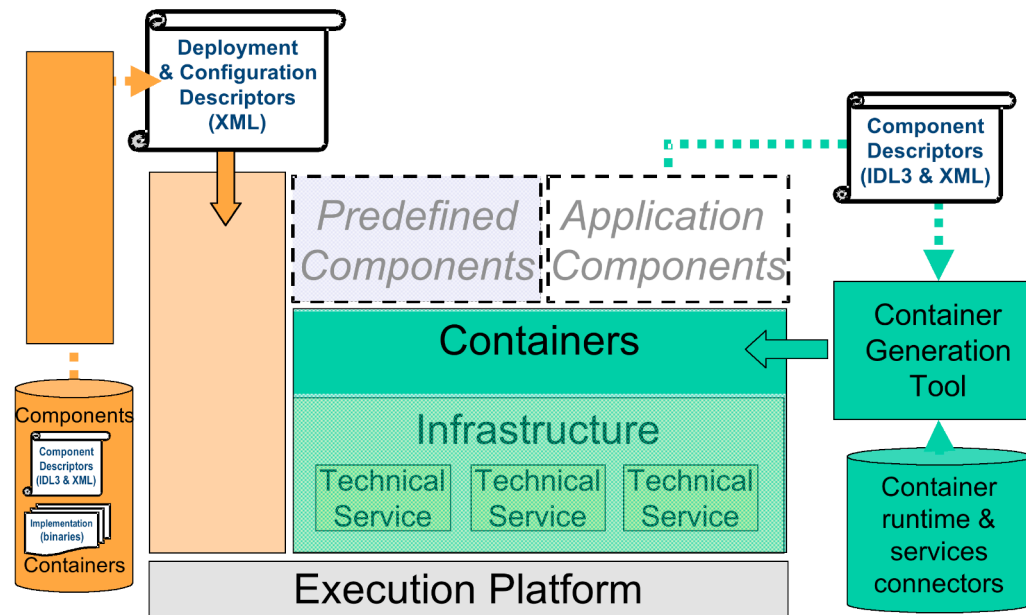 Deployment
& Configuration
Descriptors
(XML)
Component
Descriptors
(IDL3 & XML)
Predefined
Components
Application
Components
Containers
Container
Generation
Tool
Infrastructure
Technical
Service
Technical
Service
Technical
Service
Components
Component
Descriptors
(IDL3 & XML)
Implementation
(binaries)
Containers
Container
runtime &
services
connectors
Execution Platform